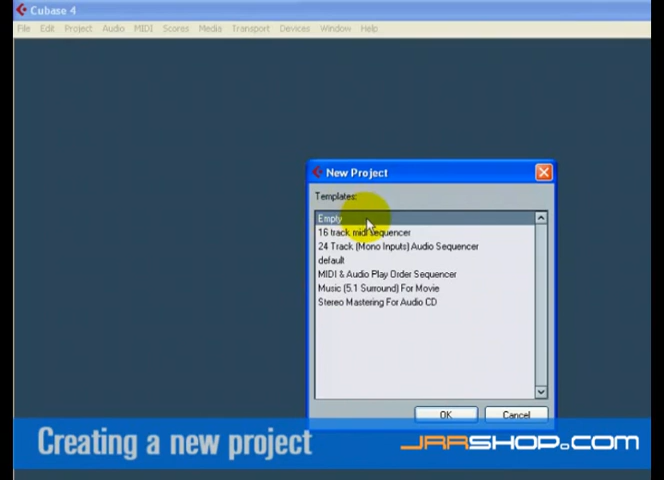 Cubase 4
File Edit Project Audio MIDI Scores Media Transport Devices Window Help
New Project
Templates:
Empty
16 track midi sequencer
24 Track (Mono Inputs) Audio Sequencer
default
MIDI & Audio Play Order Sequencer
Music (5.1 Surround) For Movie
Stereo Mastering For Audio CD
OK Cancel
Creating a new project
JRRSHOP.COM